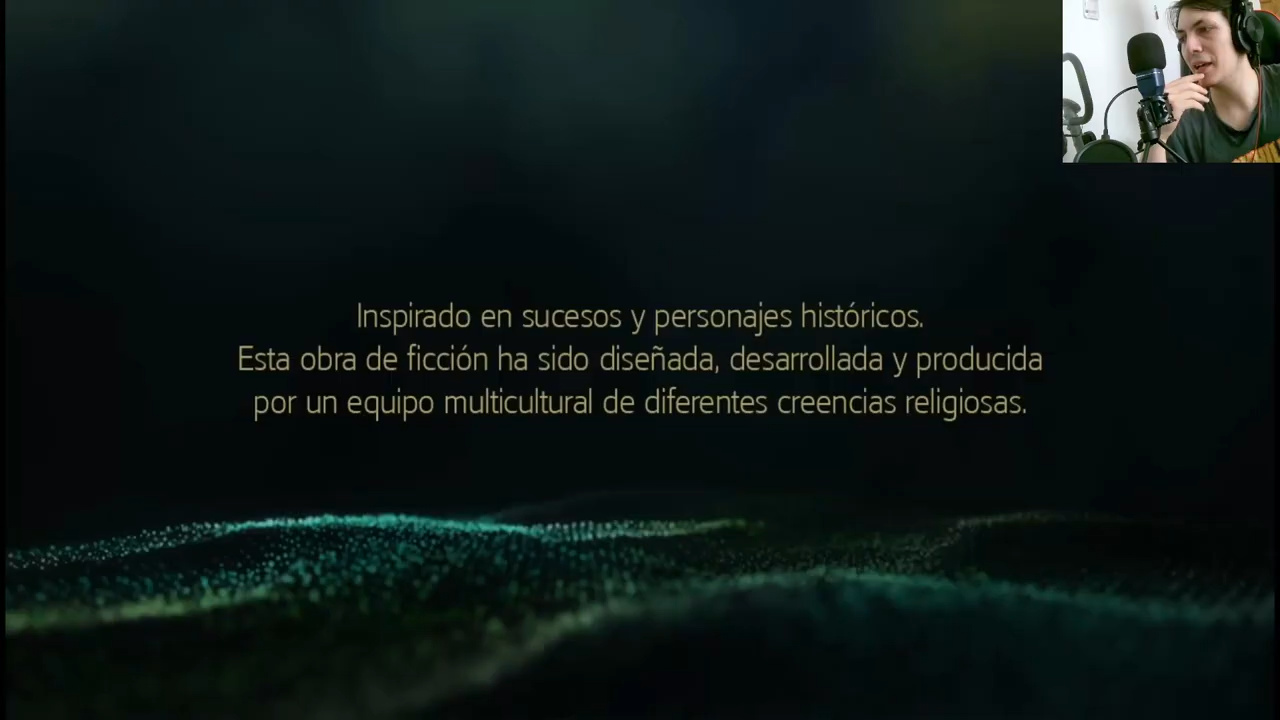 Inspirado en sucesos y personajes históricos.
Esta obra de ficción ha sido diseñada, desarrollada y producida
por un equipo multicultural de diferentes creencias religiosas.